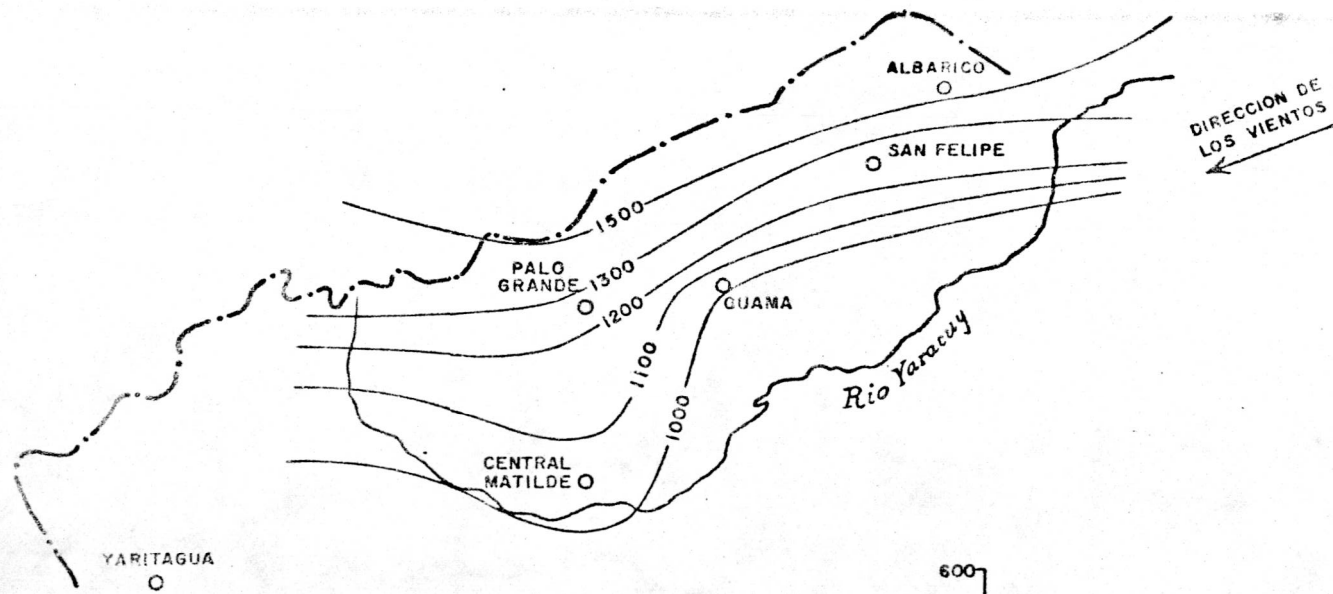 ALBARICO
DIRECCION DE
LOS VIENTOS
SAN FELIPE
1500
PALO
GRANDE
1300
1200
GUAMA
1100
1000
Río Yaracuy
CENTRAL
MATILDE
YARITAGUA
600